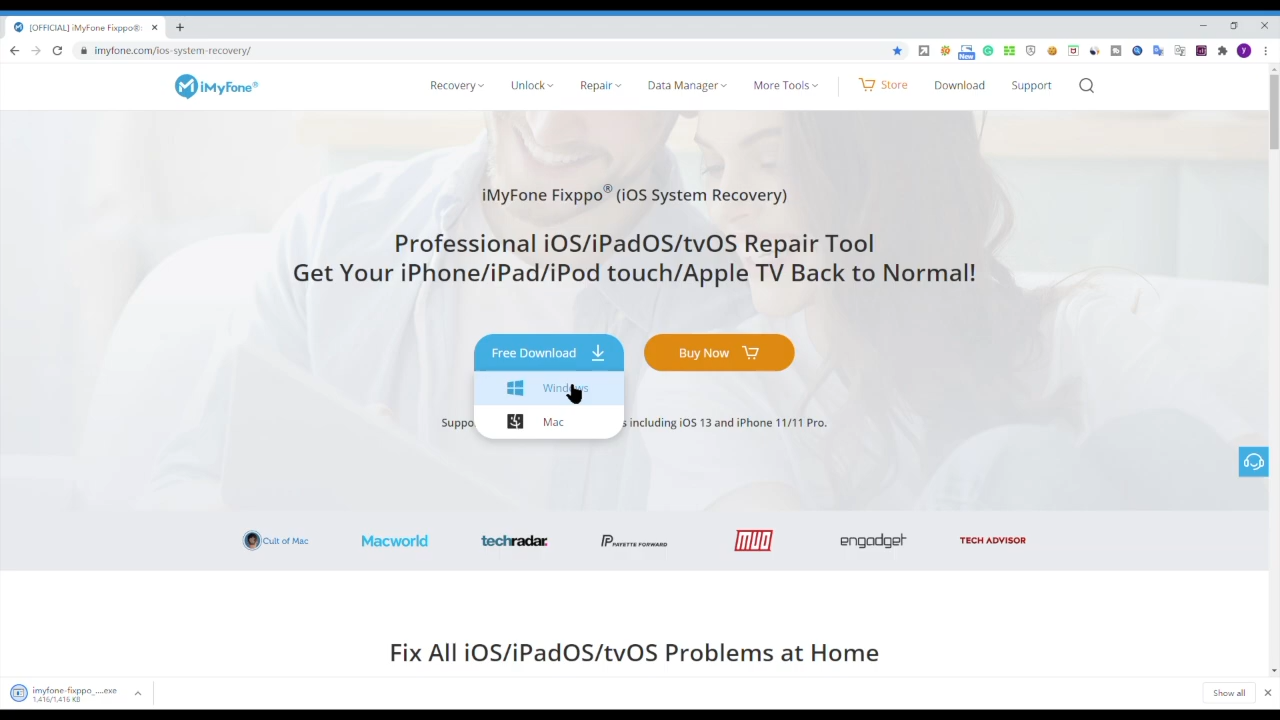 [OFFICIAL] iMyFone Fixppo®:
imyfone.com/ios-system-recovery/
New
y
iMyFone®
Recovery
Unlock
Repair
Data Manager
More Tools
Store
Download
Support
iMyFone Fixppo® (iOS System Recovery)
Professional iOS/iPadOS/tvOS Repair Tool
Get Your iPhone/iPad/iPod touch/Apple TV Back to Normal!
Free Download
Buy Now
Windows
Mac
Suppo
s including iOS 13 and iPhone 11/11 Pro.
Cult of Mac
Macworld
techradar.
PAYETTE FORWARD
MUO
engadget
TECH ADVISOR
Fix All iOS/iPadOS/tvOS Problems at Home
imyfone-fixppo_....exe
1,416/1,416 KB
Show all